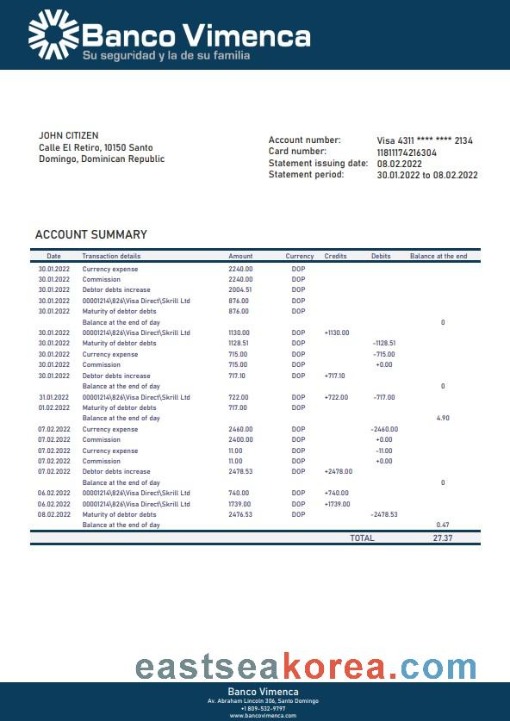 Banco Vimenca
Su seguridad y la de su familia
JOHN CITIZEN
Calle El Retiro, 10150 Santo
Domingo, Dominican Republic
Account number: Visa 4311 **** **** 2134
Card number: 11811174216304
Statement issuing date: 08.02.2022
Statement period: 30.01.2022 to 08.02.2022
ACCOUNT SUMMARY
Date Transaction details Amount Currency Credits Debits Balance at the end
30.01.2022 Currency expense 2240.00 DOP
30.01.2022 Commission 2240.00 DOP
30.01.2022 Debtor debts increase 2004.51 DOP
30.01.2022 00001214\826\Visa Direct\Skrill Ltd 876.00 DOP
30.01.2022 Maturity of debtor debts 876.00 DOP
Balance at the end of day 0
30.01.2022 00001214\826\Visa Direct\Skrill Ltd 1130.00 DOP +1130.00
30.01.2022 Maturity of debtor debts 1128.51 DOP -1128.51
30.01.2022 Currency expense 715.00 DOP -715.00
30.01.2022 Commission 715.00 DOP +0.00
30.01.2022 Debtor debts increase 717.10 DOP +717.10
Balance at the end of day 0
31.01.2022 00001214\826\Visa Direct\Skrill Ltd 722.00 DOP +722.00 -717.00
01.02.2022 Maturity of debtor debts 717.00 DOP
Balance at the end of day 4.90
07.02.2022 Currency expense 2460.00 DOP -2460.00
07.02.2022 Commission 2400.00 DOP +0.00
07.02.2022 Currency expense 11.00 DOP -11.00
07.02.2022 Commission 11.00 DOP +0.00
07.02.2022 Debtor debts increase 2478.53 DOP +2478.00
Balance at the end of day 0
06.02.2022 00001214\826\Visa Direct\Skrill Ltd 740.00 DOP +740.00
06.02.2022 00001214\826\Visa Direct\Skrill Ltd 1739.00 DOP +1739.00
08.02.2022 Maturity of debtor debts 2476.53 DOP -2478.53
Balance at the end of day 0.47
TOTAL 27.37
eastseakorea.com
Banco Vimenca
Av. Abraham Lincoln 306, Santo Domingo
+1 809-532-9797
www.bancovimenca.com